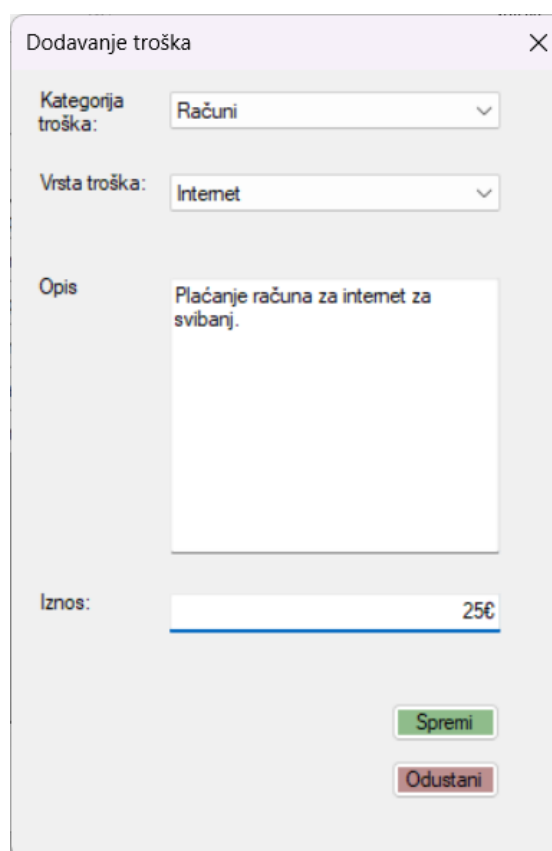 Dodavanje troška
Kategorija
troška:
Računi
Vrsta troška:
Internet
Opis
Plaćanje računa za internet za
svibanj.
Iznos:
25€
Spremi
Odustani